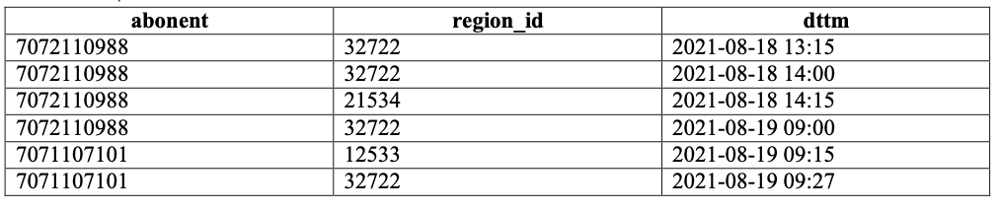 abonent region_id dttm
7072110988 32722 2021-08-18 13:15
7072110988 32722 2021-08-18 14:00
7072110988 21534 2021-08-18 14:15
7072110988 32722 2021-08-19 09:00
7071107101 12533 2021-08-19 09:15
7071107101 32722 2021-08-19 09:27